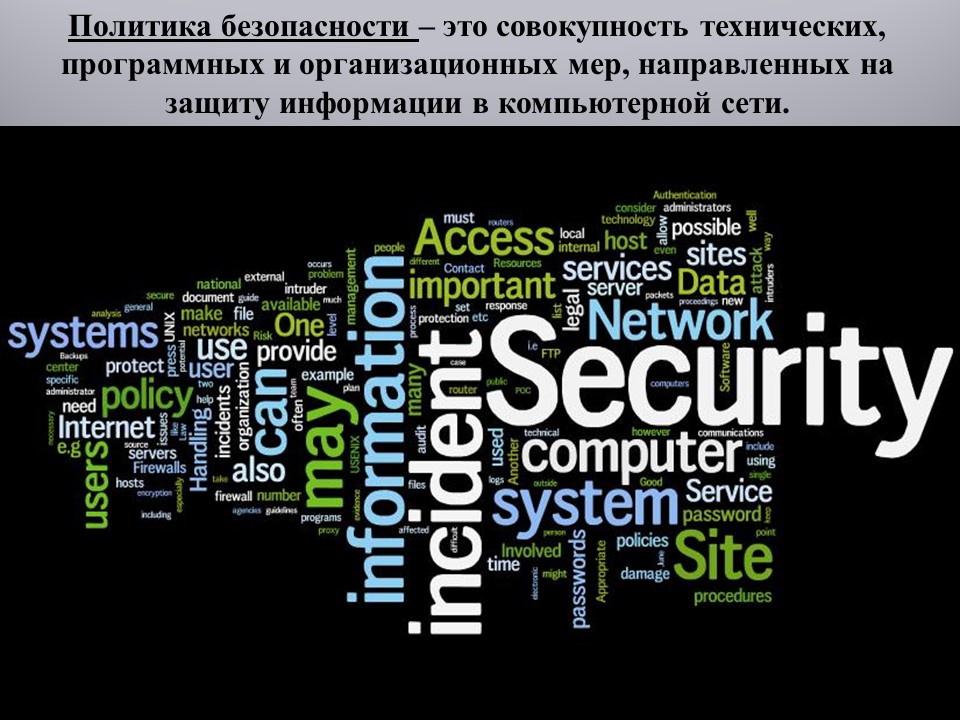 Политика безопасности – это совокупность технических,
программных и организационных мер, направленных на
защиту информации в компьютерной сети.
Authentication
consider administrators
must routers technology allow possible well
people Access local internal host even sites attack way
occurs problem management different Contact Resources services Data intruders
national external intruder important server packets proceedings new
secure document guide available much set response legal list
analysis general UNIX make file level process protection etc Network
systems networks Risk One i.e FTP Security
Backups press potential use provide information incident case Software
center protect user example many router public POC computers
specific two team plan
administrator policy help incidents organization can often may
need issues like Law Handling
necessary Internet audit used technical however communications
e.g source servers also USENIX Another computer include
users Firewalls using
hosts take files logs outside Good single
encryption especially firewall number evidence system Service
including agencies guidelines programs password keep
proxy affected difficult person point
Involved policies Site
time passwords Appropriate June
electronic might damage
procedures